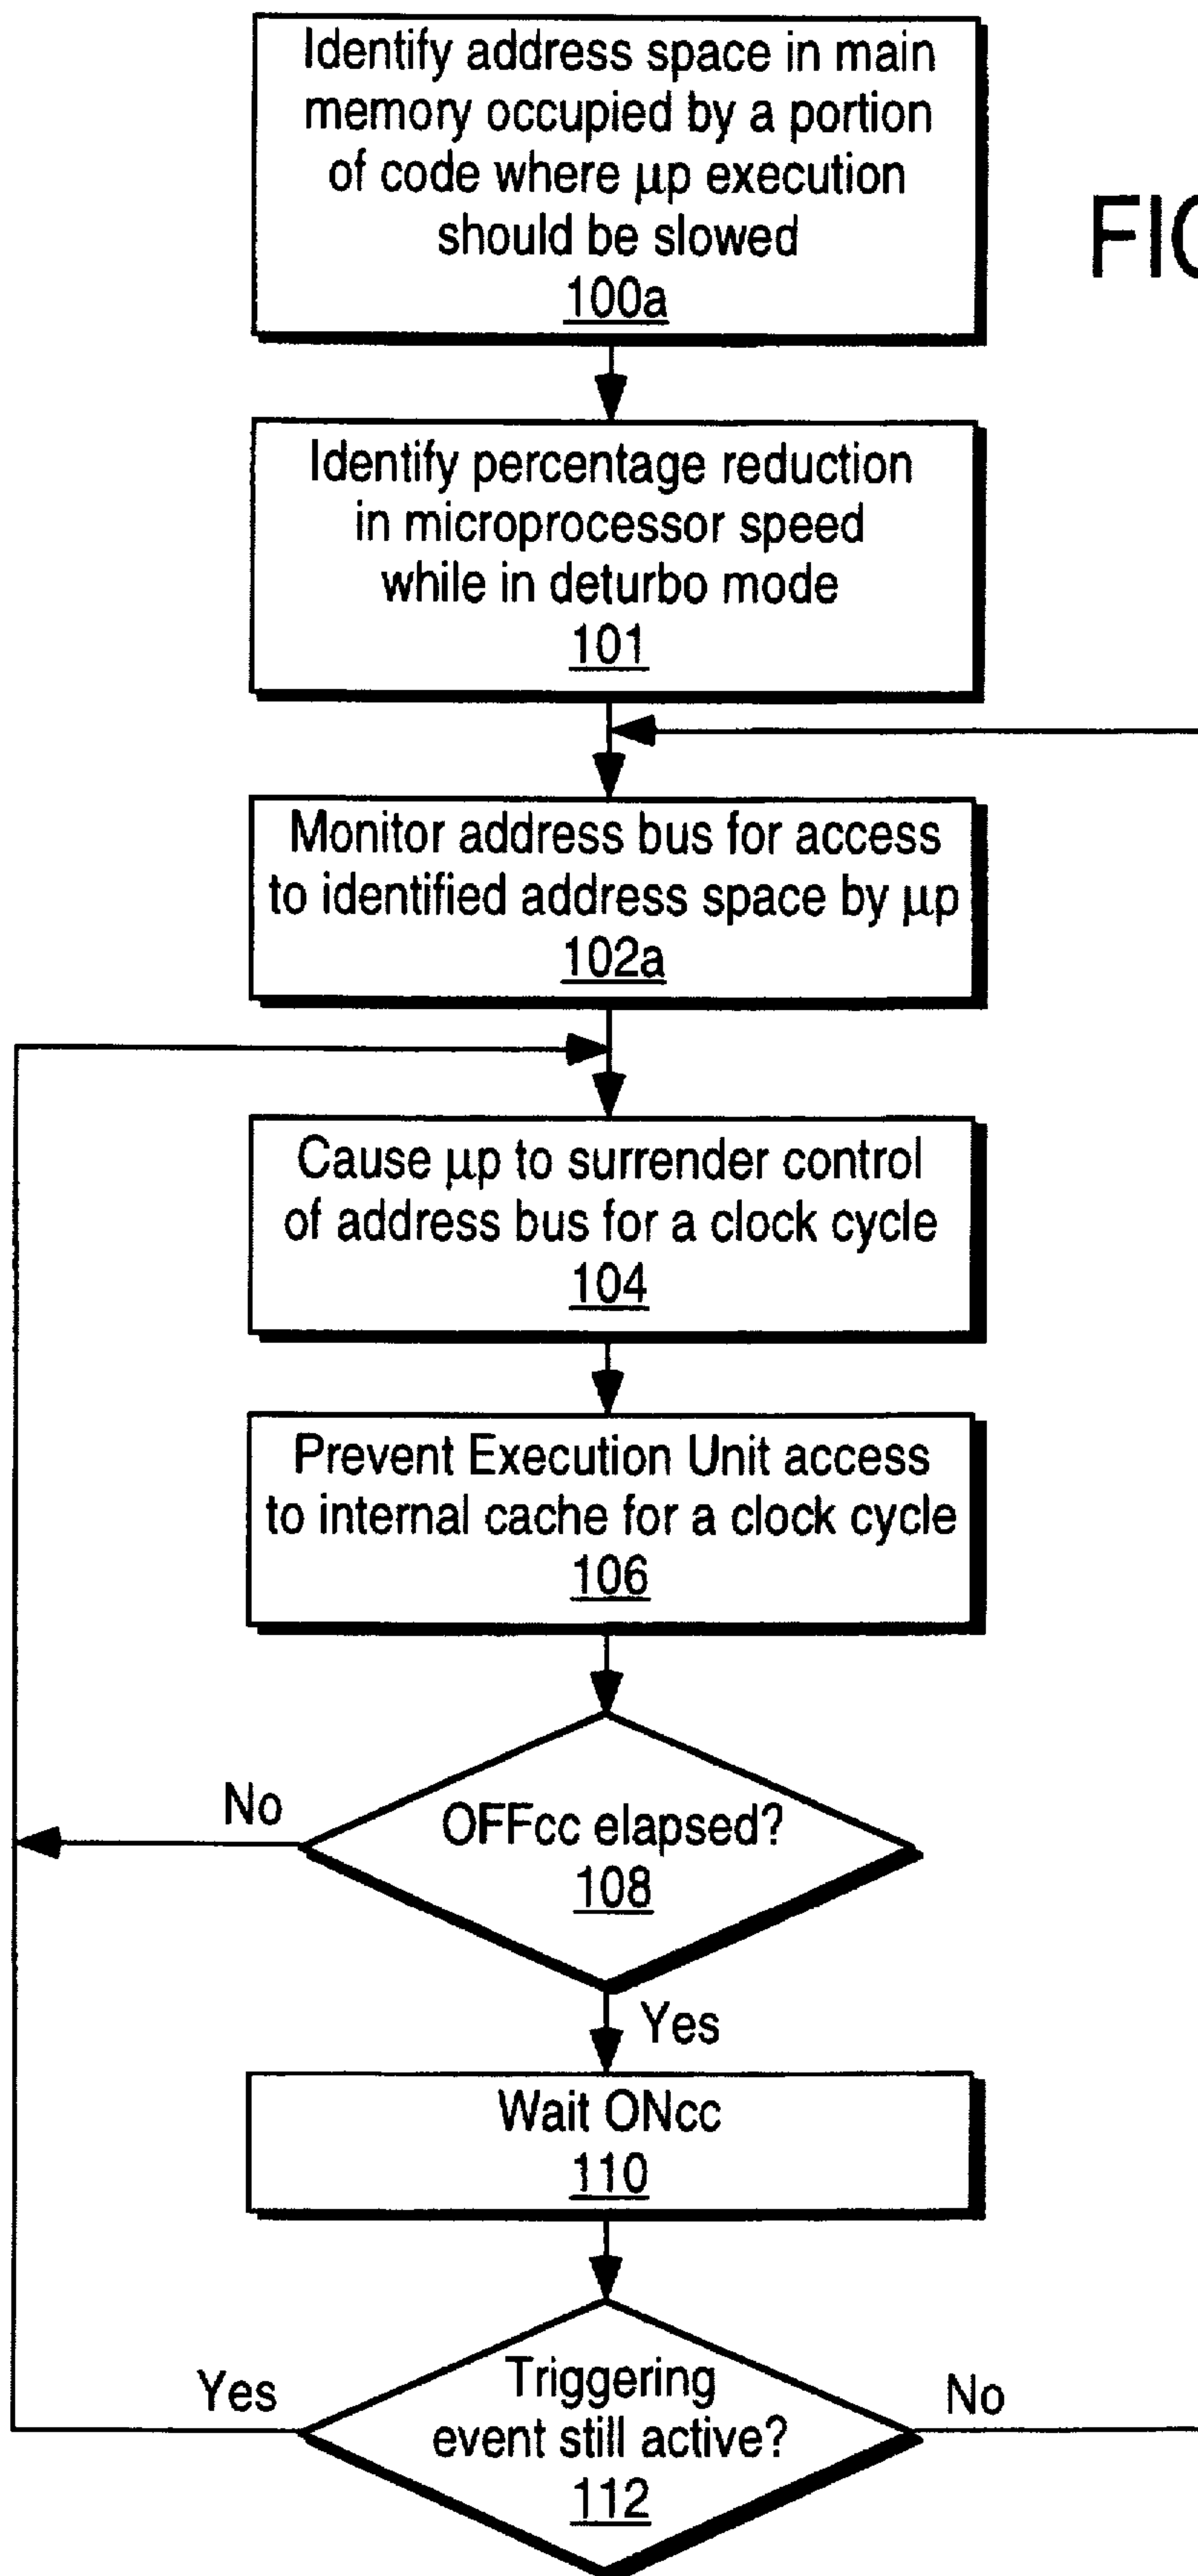 Identify address space in main
memory occupied by a portion
of code where μp execution
should be slowed
100a
FIG
Identify percentage reduction
in microprocessor speed
while in deturbo mode
101
Monitor address bus for access
to identified address space by μp
102a
Cause μp to surrender control
of address bus for a clock cycle
104
Prevent Execution Unit access
to internal cache for a clock cycle
106
No
OFFcc elapsed?
108
Yes
Wait ONcc
110
Yes
Triggering
event still active?
112
No